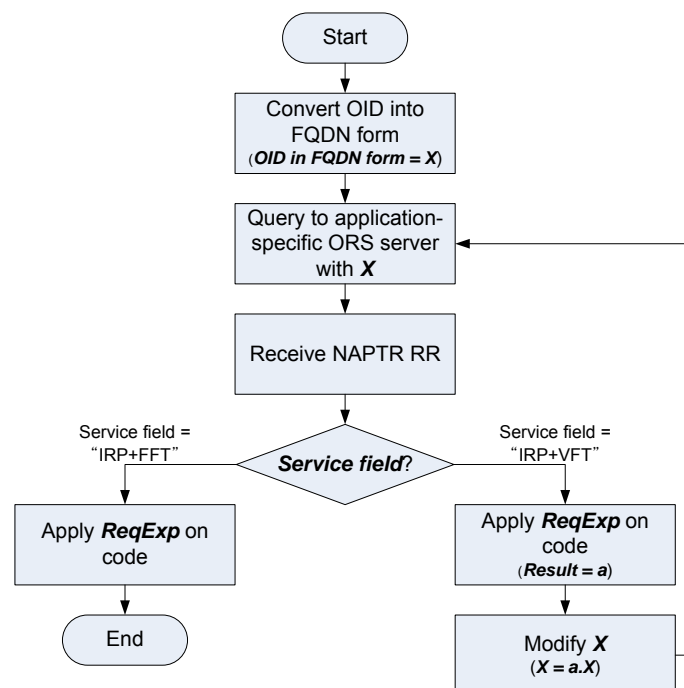 Start
Convert OID into
FQDN form
(OID in FQDN form = X)
Query to application-
specific ORS server
with X
Receive NAPTR RR
Service field =
“IRP+FFT”
Service field?
Service field =
“IRP+VFT”
Apply ReqExp on
code
Apply ReqExp on
code
(Result = a)
End
Modify X
(X = a.X)